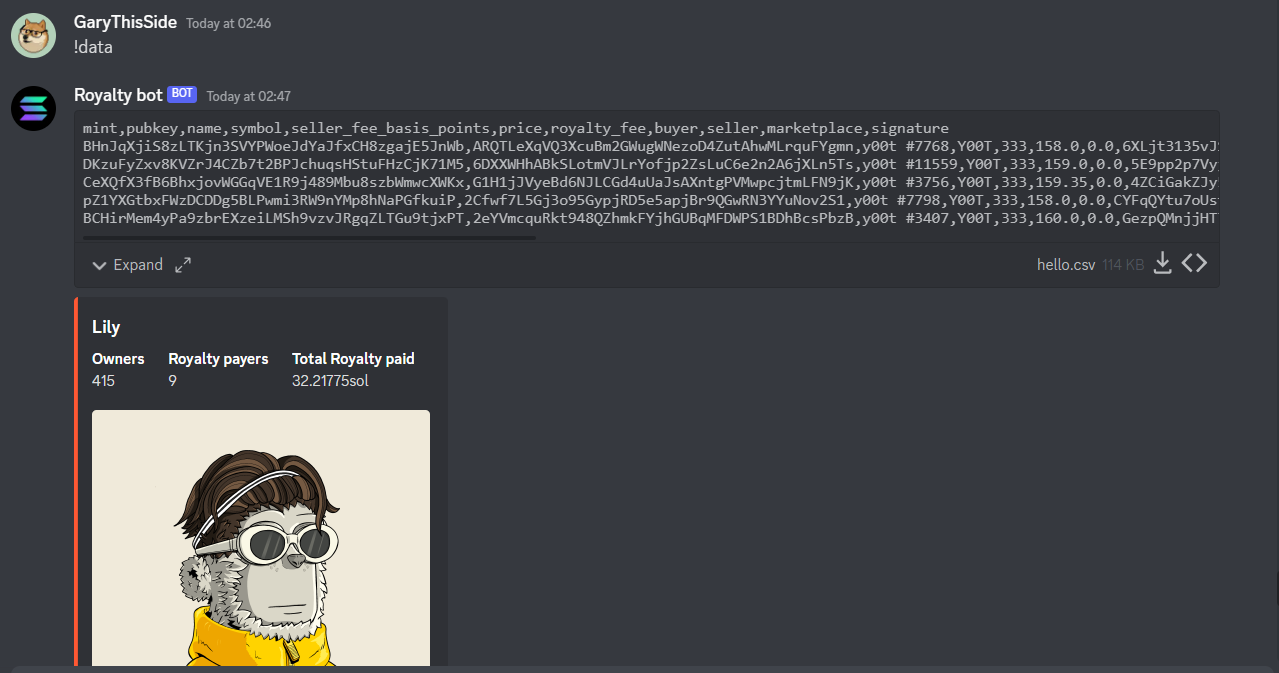 GaryThisSide Today at 02:46
!data
Royalty bot BOT Today at 02:47
mint,pubkey,name,symbol,seller_fee_basis_points,price,royalty_fee,buyer,seller,marketplace,signature
BHnJqXjiS8zLTKjn3SVYPWoeJdYaJfxCH8zgajE5JnWb,ARQTLeXqVQ3XcuBm2GWugWNezoD4ZutAhwMLrquFYgmn,y00t #7768,Y00T,333,158.0,0.0,6XLjt3135vJ
DKzuFyZxv8KVZrJ4CZb7t2BPJchuqsHStuFHzCjK71M5,6DXXWHhABkSLotmVJLrYofjp2ZsLuC6e2n2A6jXLn5Ts,y00t #11559,Y00T,333,159.0,0.0,5E9pp2p7Vy
CeXQfX3fB6BhxjovWGGqVE1R9j489Mbu8szbWmwcXWKx,G1H1jJVyeBd6NJLCGd4uUaJsAXntgPVMwpcjtmLFN9jK,y00t #3756,Y00T,333,159.35,0.0,4ZCiGakZJy
pZ1YXGtbxFWzDCDDg5BLPwmi3RW9nYMp8hNaPGfkuiP,2Cfwf7L5Gj3o95GypjRD5e5apjBr9QGwRN3YYuNov2S1,y00t #7798,Y00T,333,158.0,0.0,CYFqQYtu7oUs
BCHirMem4yPa9zbrEXzeiLMSh9vzvJRgqZLTGu9tjxPT,2eYVmcquRkt948QZhmkFYjhGUBqMFDWPS1BDhBcsPbzB,y00t #3407,Y00T,333,160.0,0.0,GezpQMnjjHT
Expand hello.csv 114 KB
Lily
Owners Royalty payers Total Royalty paid
415 9 32.21775sol